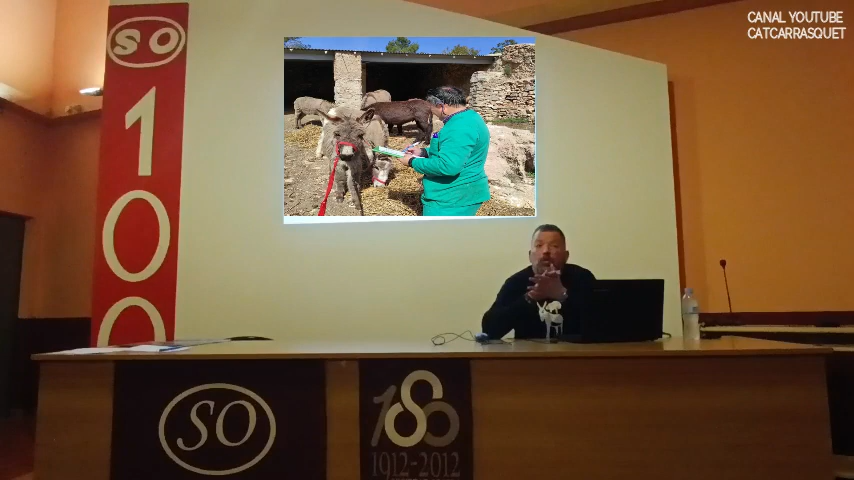 CANAL YOUTUBE
CATCARRASQUET
SO
100
SO
100
1912-2012